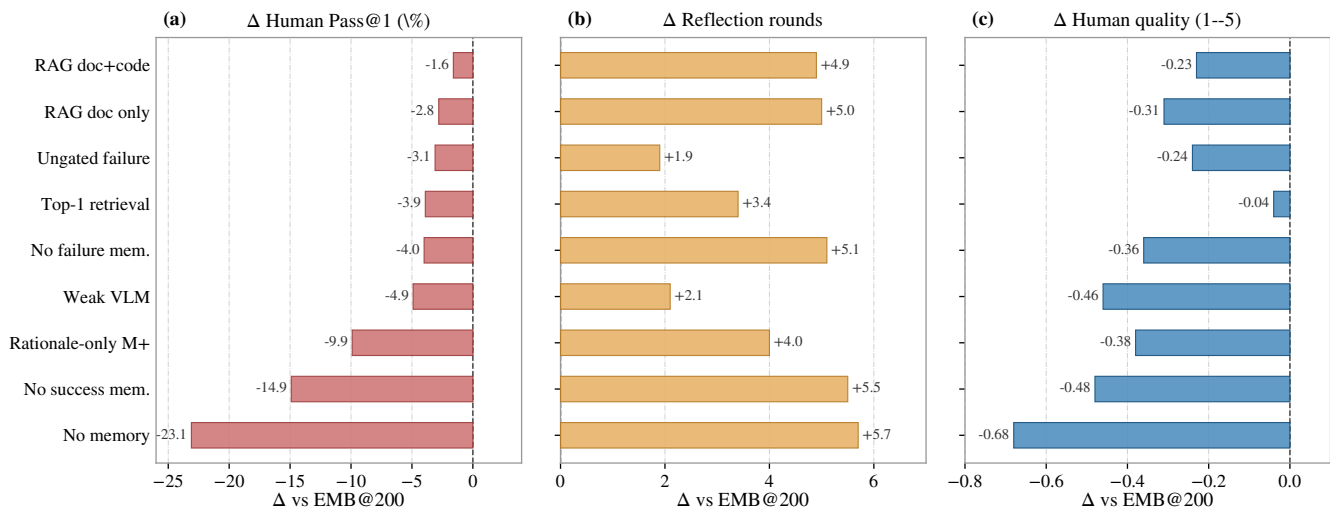 (a) Δ Human Pass@1 (\%)
RAG doc+code
RAG doc only
Ungated failure
Top-1 retrieval
No failure mem.
Weak VLM
Rationale-only M+
No success mem.
No memory
-1.6
-2.8
-3.1
-3.9
-4.0
-4.9
-9.9
-14.9
-23.1
−25 −20 −15 −10 −5 0
Δ vs EMB@200
(b) Δ Reflection rounds
+4.9
+5.0
+1.9
+3.4
+5.1
+2.1
+4.0
+5.5
+5.7
0 2 4 6
Δ vs EMB@200
(c) Δ Human quality (1--5)
-0.23
-0.31
-0.24
-0.04
-0.36
-0.46
-0.38
-0.48
-0.68
−0.8 −0.6 −0.4 −0.2 0.0
Δ vs EMB@200